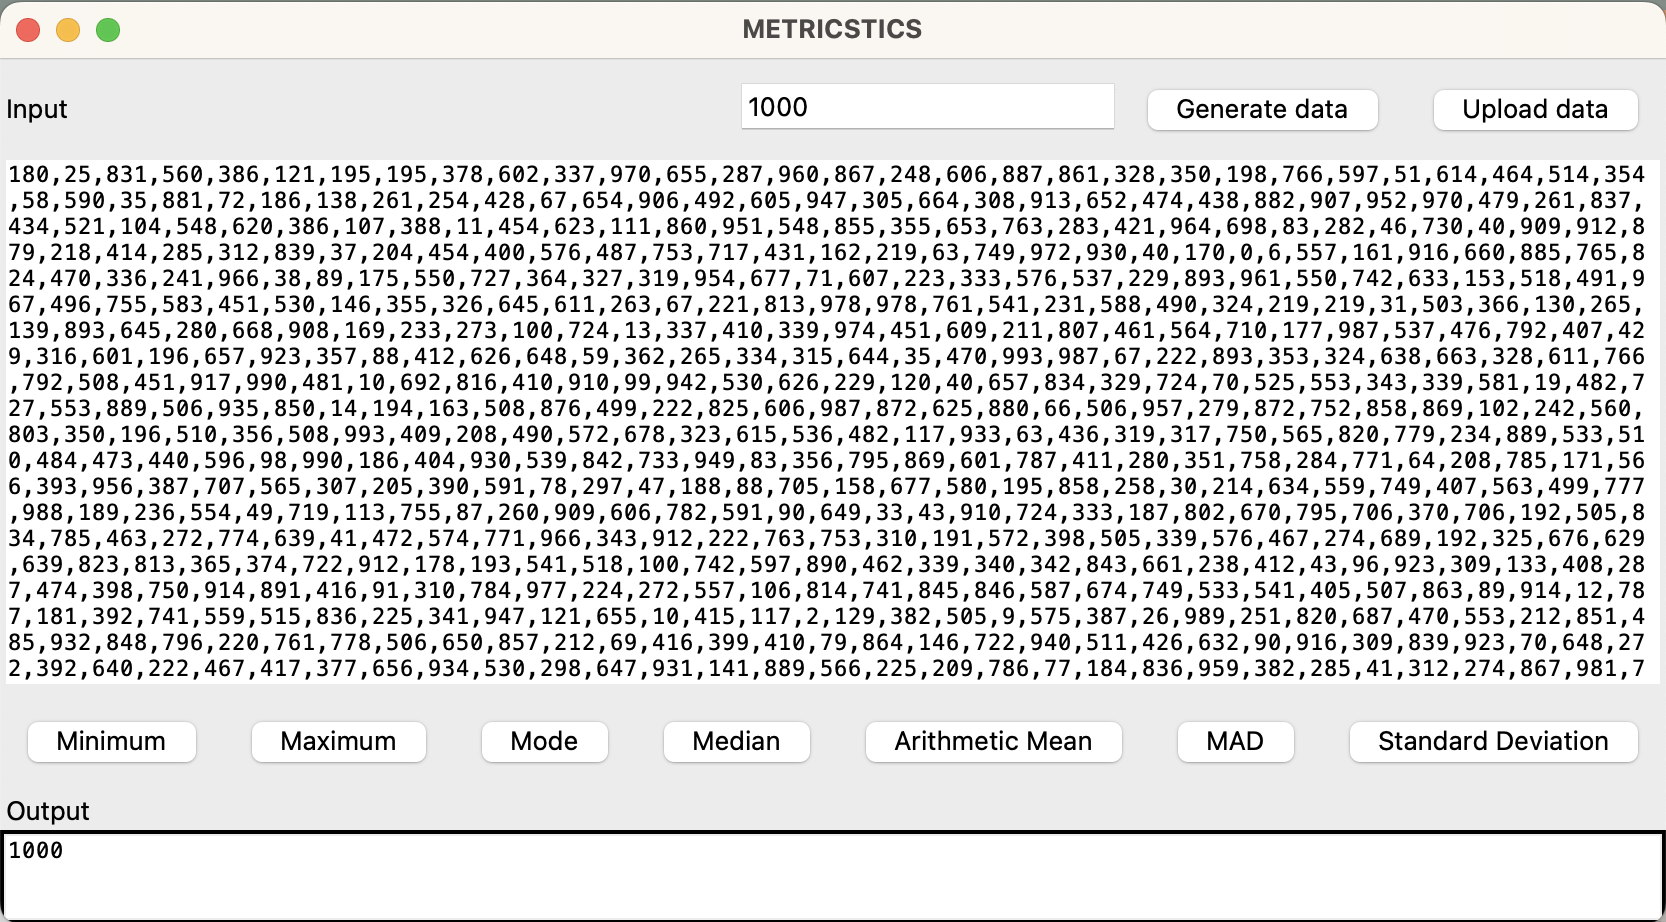 METRICSTICS
Input
1000
Generate data
Upload data
180,25,831,560,386,121,195,195,378,602,337,970,655,287,960,867,248,606,887,861,328,350,198,766,597,51,614,464,514,354
,58,590,35,881,72,186,138,261,254,428,67,654,906,492,605,947,305,664,308,913,652,474,438,882,907,952,970,479,261,837,
434,521,104,548,620,386,107,388,11,454,623,111,860,951,548,855,355,653,763,283,421,964,698,83,282,46,730,40,909,912,8
79,218,414,285,312,839,37,204,454,400,576,487,753,717,431,162,219,63,749,972,930,40,170,0,6,557,161,916,660,885,765,8
24,470,336,241,966,38,89,175,550,727,364,327,319,954,677,71,607,223,333,576,537,229,893,961,550,742,633,153,518,491,9
67,496,755,583,451,530,146,355,326,645,611,263,67,221,813,978,978,761,541,231,588,490,324,219,219,31,503,366,130,265,
139,893,645,280,668,908,169,233,273,100,724,13,337,410,339,974,451,609,211,807,461,564,710,177,987,537,476,792,407,42
9,316,601,196,657,923,357,88,412,626,648,59,362,265,334,315,644,35,470,993,987,67,222,893,353,324,638,663,328,611,766
,792,508,451,917,990,481,10,692,816,410,910,99,942,530,626,229,120,40,657,834,329,724,70,525,553,343,339,581,19,482,7
27,553,889,506,935,850,14,194,163,508,876,499,222,825,606,987,872,625,880,66,506,957,279,872,752,858,869,102,242,560,
803,350,196,510,356,508,993,409,208,490,572,678,323,615,536,482,117,933,63,436,319,317,750,565,820,779,234,889,533,51
0,484,473,440,596,98,990,186,404,930,539,842,733,949,83,356,795,869,601,787,411,280,351,758,284,771,64,208,785,171,56
6,393,956,387,707,565,307,205,390,591,78,297,47,188,88,705,158,677,580,195,858,258,30,214,634,559,749,407,563,499,777
,988,189,236,554,49,719,113,755,87,260,909,606,782,591,90,649,33,43,910,724,333,187,802,670,795,706,370,706,192,505,8
34,785,463,272,774,639,41,472,574,771,966,343,912,222,763,753,310,191,572,398,505,339,576,467,274,689,192,325,676,629
,639,823,813,365,374,722,912,178,193,541,518,100,742,597,890,462,339,340,342,843,661,238,412,43,96,923,309,133,408,28
7,474,398,750,914,891,416,91,310,784,977,224,272,557,106,814,741,845,846,587,674,749,533,541,405,507,863,89,914,12,78
7,181,392,741,559,515,836,225,341,947,121,655,10,415,117,2,129,382,505,9,575,387,26,989,251,820,687,470,553,212,851,4
85,932,848,796,220,761,778,506,650,857,212,69,416,399,410,79,864,146,722,940,511,426,632,90,916,309,839,923,70,648,27
2,392,640,222,467,417,377,656,934,530,298,647,931,141,889,566,225,209,786,77,184,836,959,382,285,41,312,274,867,981,7
Minimum
Maximum
Mode
Median
Arithmetic Mean
MAD
Standard Deviation
Output
1000